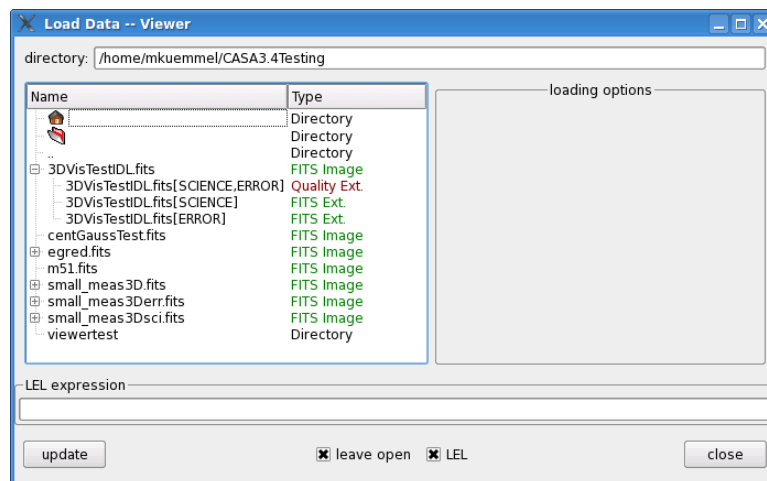 Load Data -- Viewer
directory: /home/mkuemmel/CASA3.4Testing
Name Type
Directory
Directory
.. Directory
3DVisTestIDL.fits FITS Image
3DVisTestIDL.fits[SCIENCE,ERROR] Quality Ext.
3DVisTestIDL.fits[SCIENCE] FITS Ext.
3DVisTestIDL.fits[ERROR] FITS Ext.
centGaussTest.fits FITS Image
egred.fits FITS Image
m51.fits FITS Image
small_meas3D.fits FITS Image
small_meas3Derr.fits FITS Image
small_meas3Dsci.fits FITS Image
viewertest Directory
loading options
LEL expression
update leave open LEL close